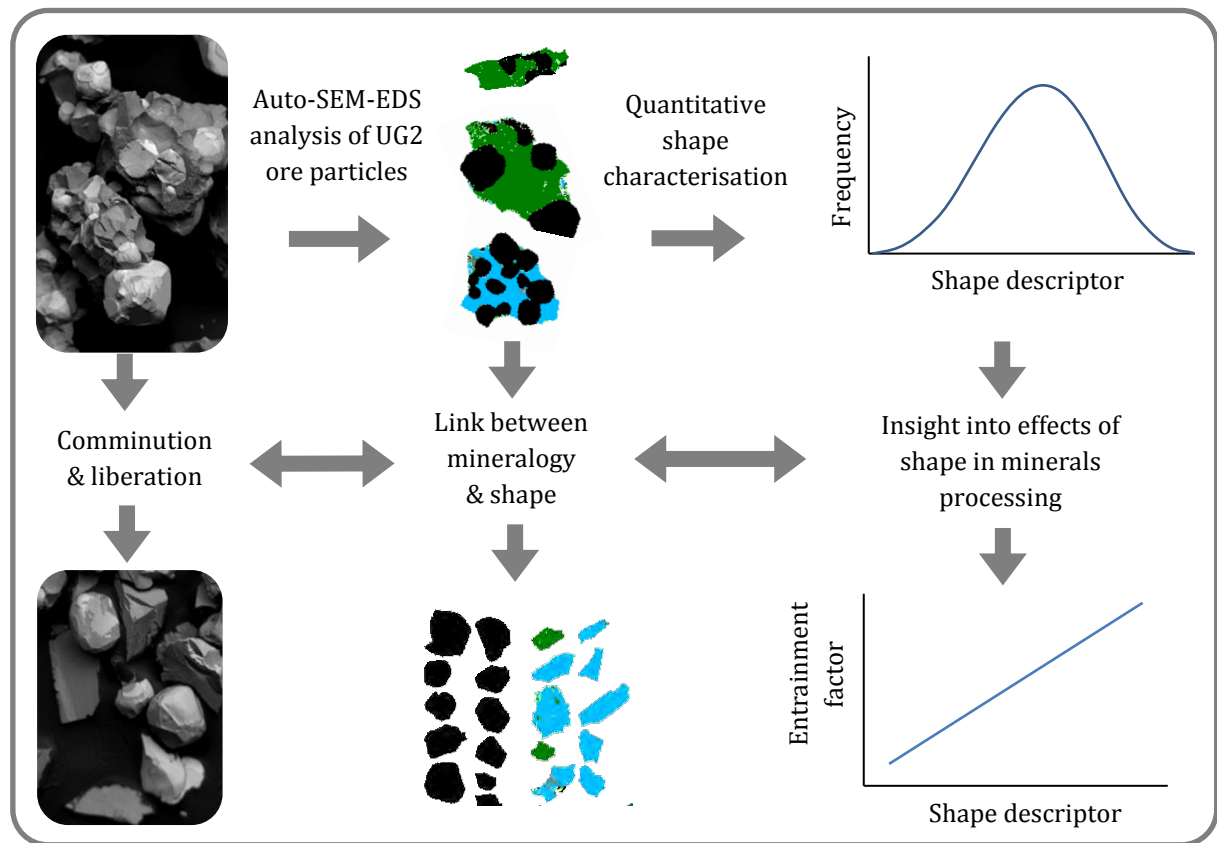 Auto-SEM-EDS
analysis of UG2
ore particles
Quantitative
shape
characterisation
Frequency
Shape descriptor
Comminution
& liberation
Link between
mineralogy
& shape
Insight into effects of
shape in minerals
processing
Entrainment
factor
Shape descriptor